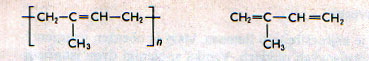 [-CH₂-C=CH-CH₂-]ₙ CH₂=C-CH=CH₂
CH₃ CH₃